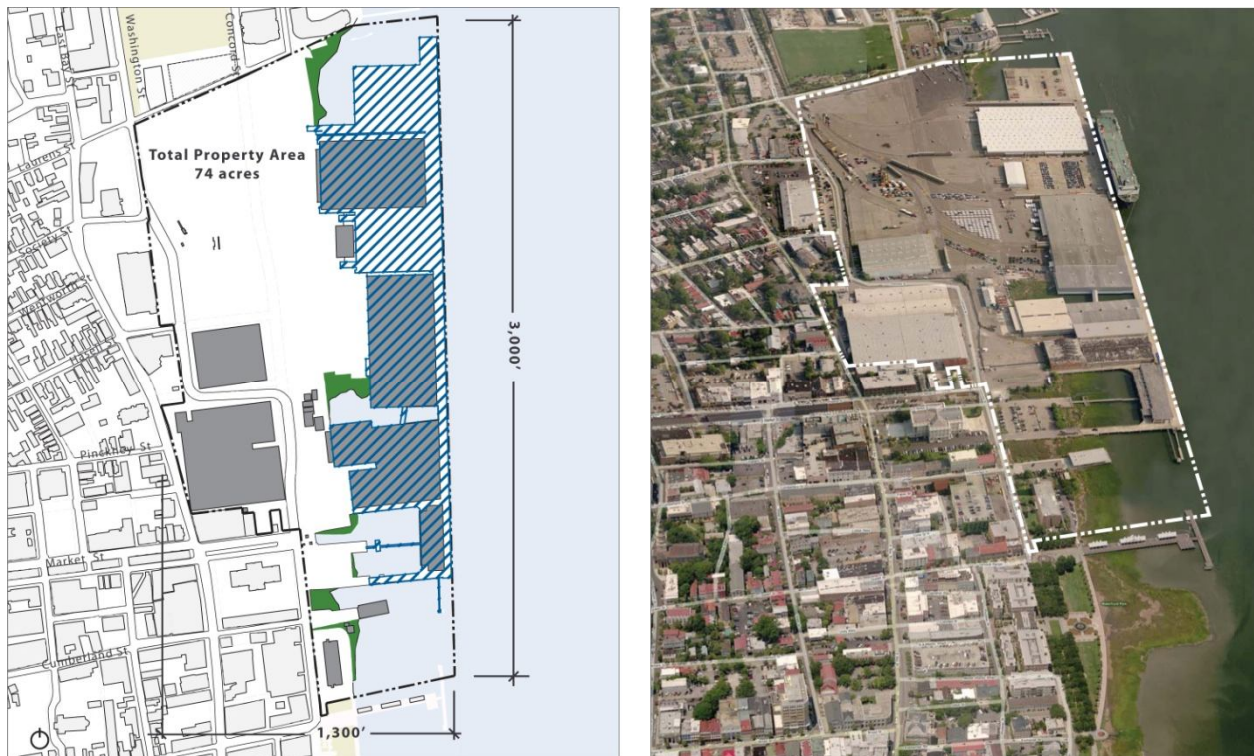 East Bay St
Washington St
Concord St
Laurens St
Total Property Area
74 acres
Society St
Wentworth St
Hasell St
3,000'
Pinckney St
Market St
Cumberland St
1,300'